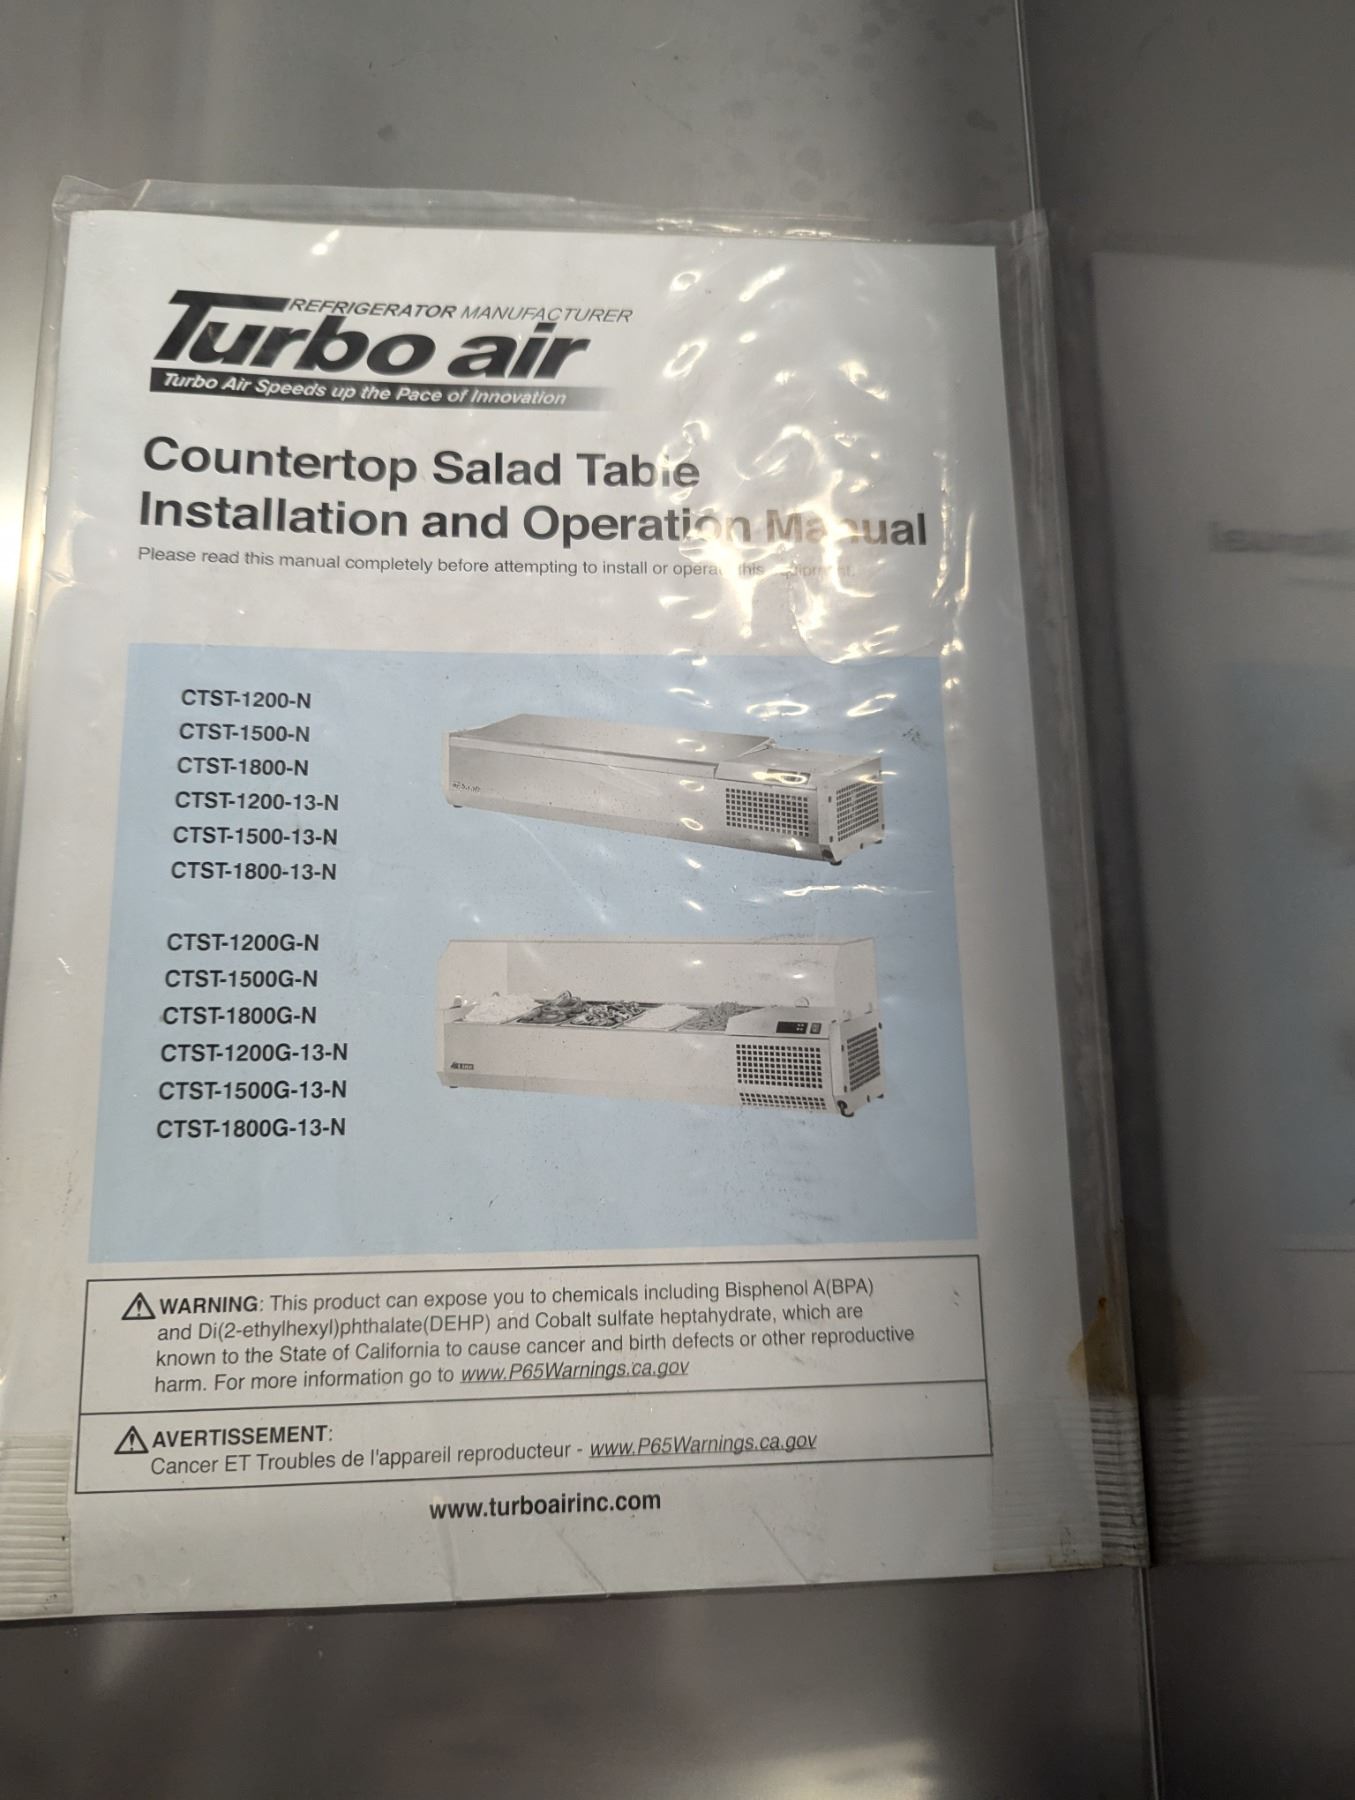 REFRIGERATOR MANUFACTURER
Turbo air
Turbo Air Speeds up the Pace of Innovation
Countertop Salad Table
Installation and Operation Manual
Please read this manual completely before attempting to install or operate this equipment.
CTST-1200-N
CTST-1500-N
CTST-1800-N
CTST-1200-13-N
CTST-1500-13-N
CTST-1800-13-N
CTST-1200G-N
CTST-1500G-N
CTST-1800G-N
CTST-1200G-13-N
CTST-1500G-13-N
CTST-1800G-13-N
WARNING: This product can expose you to chemicals including Bisphenol A(BPA)
and Di(2-ethylhexyl)phthalate(DEHP) and Cobalt sulfate heptahydrate, which are
known to the State of California to cause cancer and birth defects or other reproductive
harm. For more information go to www.P65Warnings.ca.gov
AVERTISSEMENT:
Cancer ET Troubles de l'appareil reproducteur - www.P65Warnings.ca.gov
www.turboairinc.com